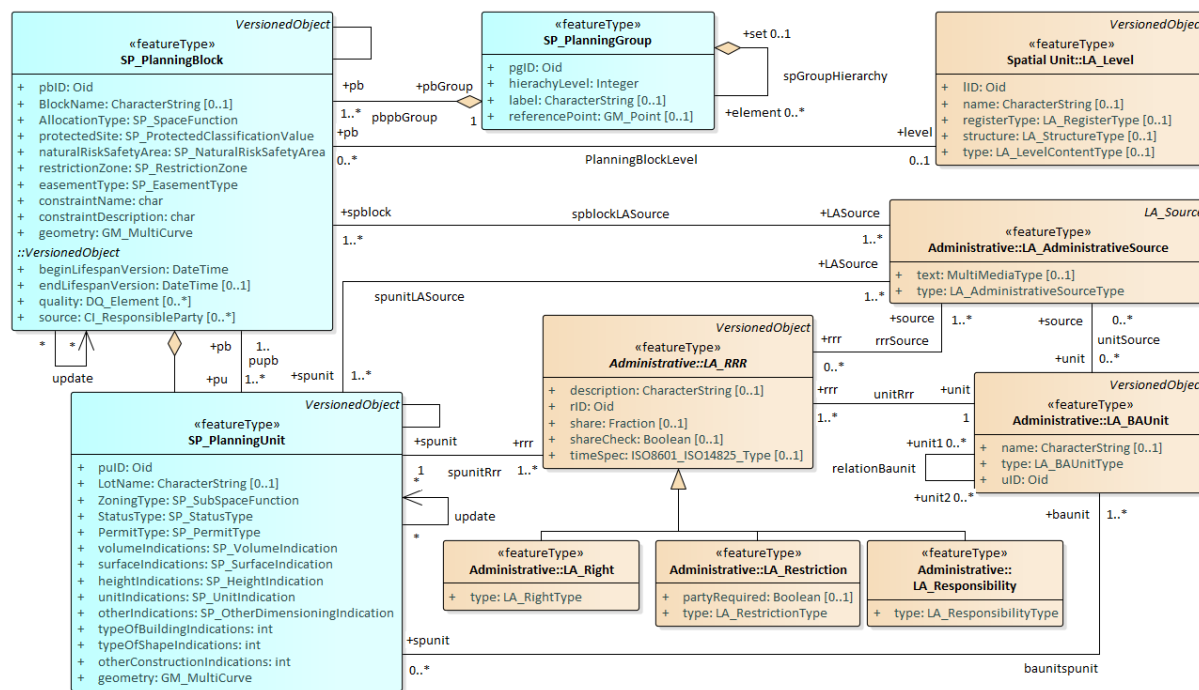 VersionedObject
«featureType»
SP_PlanningBlock
+ pbID: Oid
+ BlockName: CharacterString [0..1]
+ AllocationType: SP_SpaceFunction
+ protectedSite: SP_ProtectedClassificationValue
+ naturalRiskSafetyArea: SP_NaturalRiskSafetyArea
+ restrictionZone: SP_RestrictionZone
+ easementType: SP_EasementType
+ constraintName: char
+ constraintDescription: char
+ geometry: GM_MultiCurve
::VersionedObject
+ beginLifespanVersion: DateTime
+ endLifespanVersion: DateTime [0..1]
+ quality: DQ_Element [0..*]
+ source: CI_ResponsibleParty [0..*]
«featureType»
SP_PlanningGroup
+ pgID: Oid
+ hierachyLevel: Integer
+ label: CharacterString [0..1]
+ referencePoint: GM_Point [0..1]
+set 0..1
spGroupHierarchy
+element 0..*
VersionedObject
«featureType»
Spatial Unit::LA_Level
+ lID: Oid
+ name: CharacterString [0..1]
+ registerType: LA_RegisterType [0..1]
+ structure: LA_StructureType [0..1]
+ type: LA_LevelContentType [0..1]
+pb
+pbGroup
1..*
pbpbGroup
1
+pb
+level
0..*
PlanningBlockLevel
0..1
+spblock
spblockLASource
+LASource
1..*
1..*
LA_Source
«featureType»
Administrative::LA_AdministrativeSource
+ text: MultiMediaType [0..1]
+ type: LA_AdministrativeSourceType
+LASource
spunitLASource
1..*
+source
1..*
+rrr
rrrSource
0..*
+source
0..*
unitSource
+unit
0..*
*
*
update
+pb
1..
pupb
+pu
1..*
+spunit
1..*
VersionedObject
«featureType»
Administrative::LA_RRR
+ description: CharacterString [0..1]
+ rID: Oid
+ share: Fraction [0..1]
+ shareCheck: Boolean [0..1]
+ timeSpec: ISO8601_ISO14825_Type [0..1]
+rrr
unitRrr
+unit
1..*
1
VersionedObject
«featureType»
Administrative::LA_BAUnit
+ name: CharacterString [0..1]
+ type: LA_BAUnitType
+ uID: Oid
+unit1 0..*
relationBaunit
+unit2 0..*
+baunit
1..*
VersionedObject
«featureType»
SP_PlanningUnit
+ puID: Oid
+ LotName: CharacterString [0..1]
+ ZoningType: SP_SubSpaceFunction
+ StatusType: SP_StatusType
+ PermitType: SP_PermitType
+ volumeIndications: SP_VolumeIndication
+ surfaceIndications: SP_SurfaceIndication
+ heightIndications: SP_HeightIndication
+ unitIndications: SP_UnitIndication
+ otherIndications: SP_OtherDimensioningIndication
+ typeOfBuildingIndications: int
+ typeOfShapeIndications: int
+ otherConstructionIndications: int
+ geometry: GM_MultiCurve
+spunit
+rrr
1
spunitRrr
1..*
*
update
*
«featureType»
Administrative::LA_Right
+ type: LA_RightType
«featureType»
Administrative::LA_Restriction
+ partyRequired: Boolean [0..1]
+ type: LA_RestrictionType
«featureType»
Administrative::
LA_Responsibility
+ type: LA_ResponsibilityType
+spunit
0..*
baunitspunit